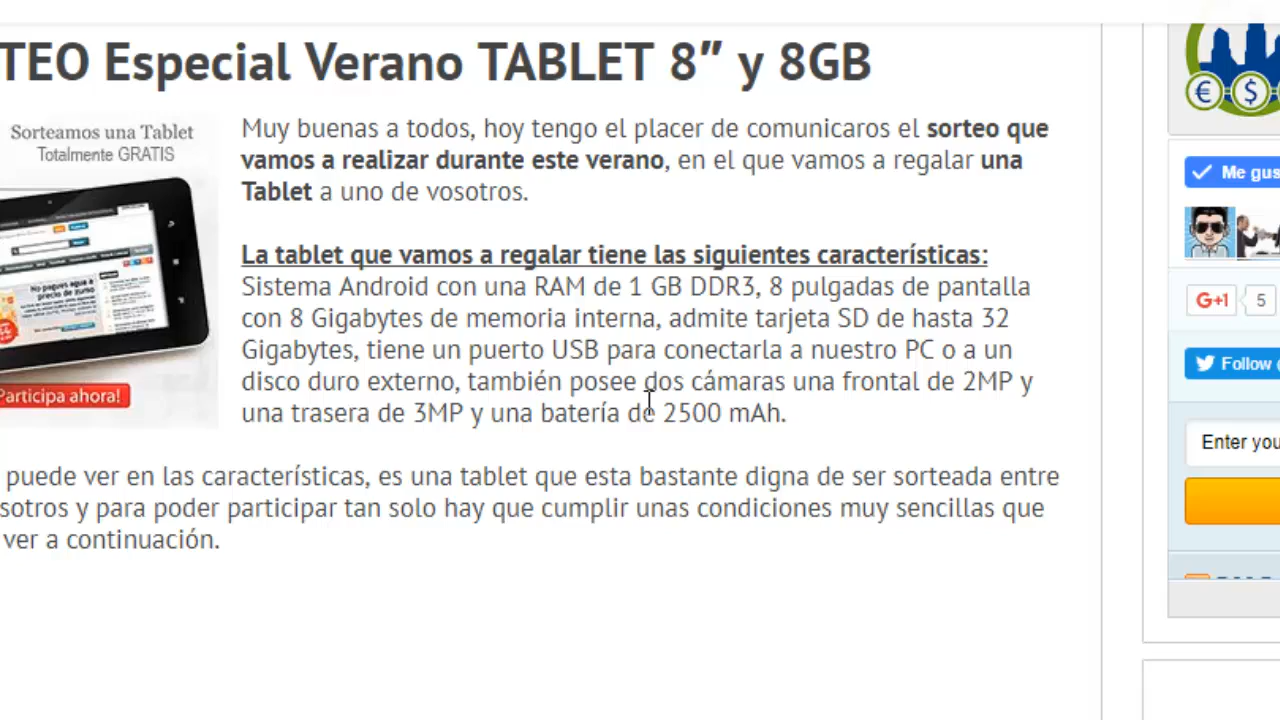 TEO Especial Verano TABLET 8″ y 8GB
Sorteamos una Tablet
Totalmente GRATIS
No pagues agua a
precio de zumo
Participa ahora!
Muy buenas a todos, hoy tengo el placer de comunicaros el sorteo que
vamos a realizar durante este verano, en el que vamos a regalar una
Tablet a uno de vosotros.
La tablet que vamos a regalar tiene las siguientes características:
Sistema Android con una RAM de 1 GB DDR3, 8 pulgadas de pantalla
con 8 Gigabytes de memoria interna, admite tarjeta SD de hasta 32
Gigabytes, tiene un puerto USB para conectarla a nuestro PC o a un
disco duro externo, también posee dos cámaras una frontal de 2MP y
una trasera de 3MP y una batería de 2500 mAh.
puede ver en las características, es una tablet que esta bastante digna de ser sorteada entre
sotros y para poder participar tan solo hay que cumplir unas condiciones muy sencillas que
ver a continuación.
€ $
Me gus
G+1 5
Follow
Enter you